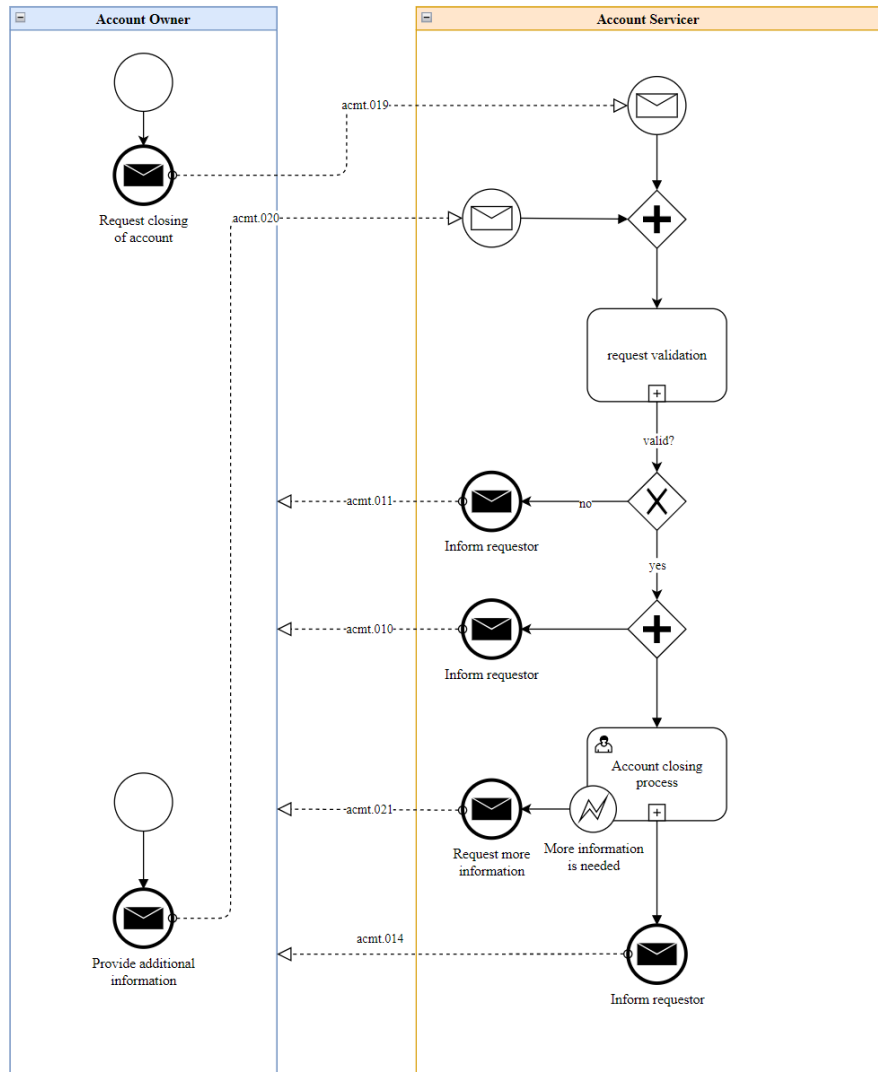 Account Owner
Account Servicer
acmt.019
Request closing
of account
acmt.020
request validation
valid?
acmt.011
no
Inform requestor
yes
acmt.010
Inform requestor
Account closing
process
acmt.021
Request more
information
More information
is needed
acmt.014
Provide additional
information
Inform requestor